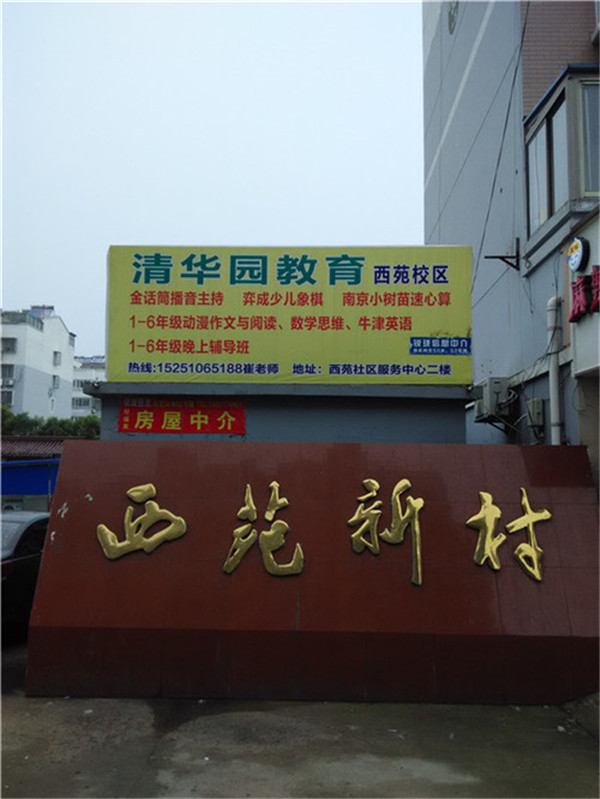 清华园教育 西苑校区
金话筒播音主持 弈成少儿象棋 南京小树苗速心算
1-6年级动漫作文与阅读、数学思维、牛津英语
1-6年级晚上辅导班
热线:15251065188崔老师 地址：西苑社区服务中心二楼
房屋中介
西苑新村